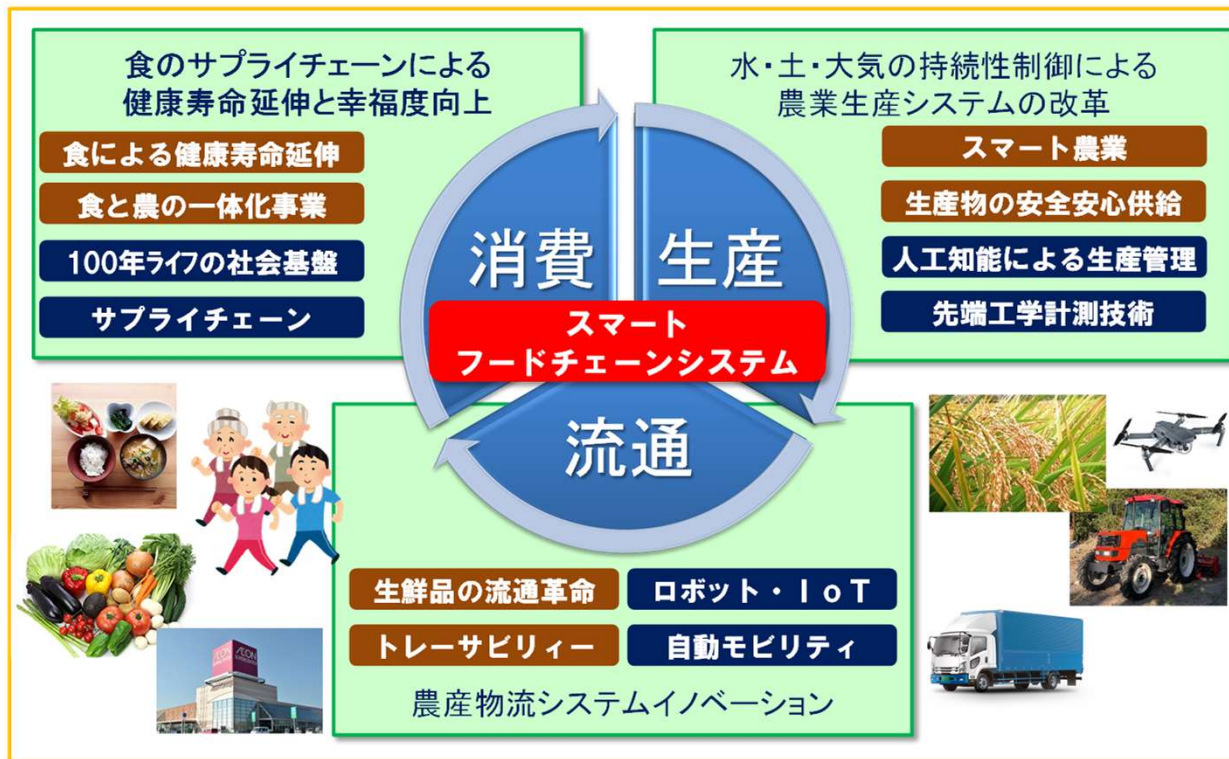 食のサプライチェーンによる
健康寿命延伸と幸福度向上
食による健康寿命延伸
食と農の一体化事業
100年ライフの社会基盤
サプライチェーン
水・土・大気の持続性制御による
農業生産システムの改革
スマート農業
生産物の安全安心供給
人工知能による生産管理
先端工学計測技術
消費
生産
スマート
フードチェーンシステム
流通
生鮮品の流通革命
ロボット・IoT
トレーサビリィー
自動モビリティ
農産物流システムイノベーション
ÆON
ÆON